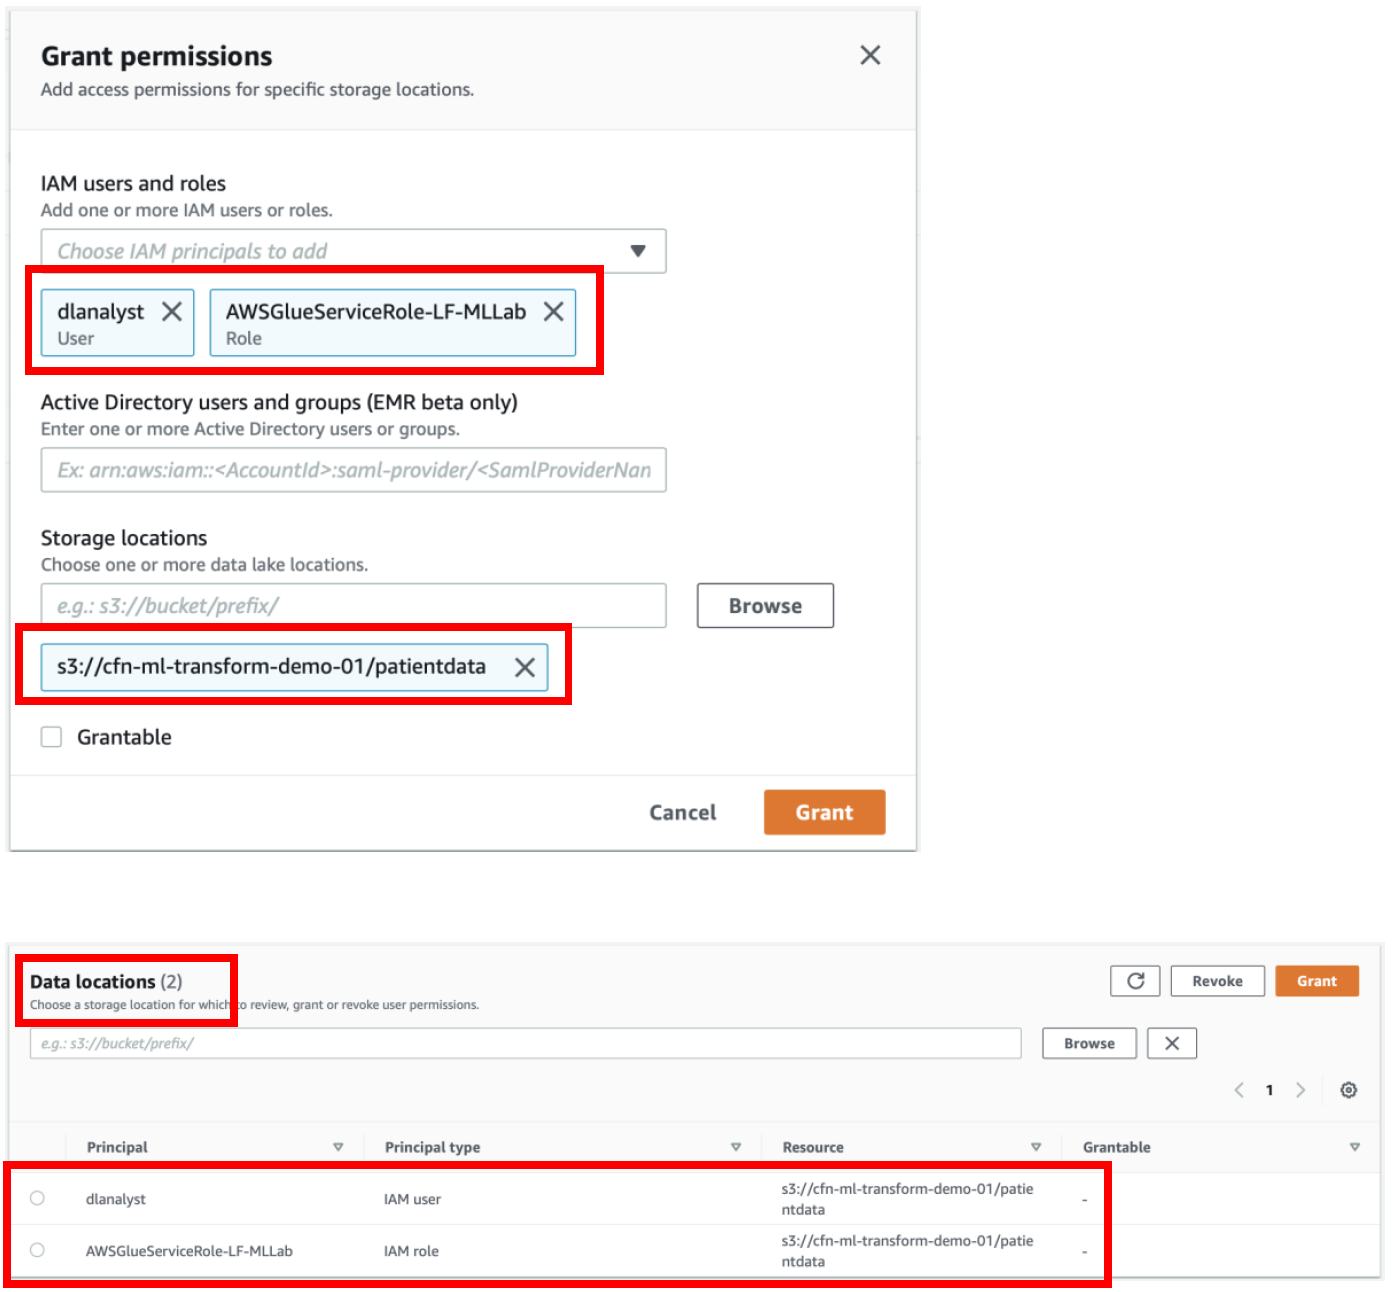 Grant permissions
Add access permissions for specific storage locations.
IAM users and roles
Add one or more IAM users or roles.
Choose IAM principals to add
dlanalyst AWSGlueServiceRole-LF-MLLab
User Role
Active Directory users and groups (EMR beta only)
Enter one or more Active Directory users or groups.
Ex: arn:aws:iam::<AccountId>:saml-provider/<SamlProviderNan
Storage locations
Choose one or more data lake locations.
e.g.: s3://bucket/prefix/ Browse
s3://cfn-ml-transform-demo-01/patientdata
Grantable
Cancel Grant
Data locations (2) Revoke Grant
Choose a storage location for which to review, grant or revoke user permissions.
e.g.: s3://bucket/prefix/ Browse
1
Principal Principal type Resource Grantable
dlanalyst IAM user s3://cfn-ml-transform-demo-01/patie
ntdata -
AWSGlueServiceRole-LF-MLLab IAM role s3://cfn-ml-transform-demo-01/patie
ntdata -